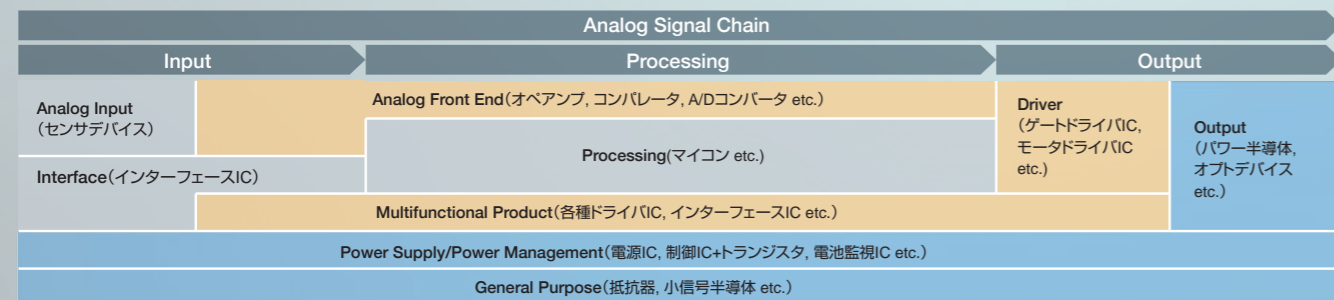 Analog Signal Chain
Input
Processing
Output
Analog Input
（センサデバイス）
Analog Front End（オペアンプ, コンパレータ, A/Dコンバータ etc.）
Driver
（ゲートドライバIC,
モータドライバIC
etc.）
Output
（パワー半導体,
オプトデバイス
etc.）
Processing(マイコン etc.)
Interface（インターフェースIC）
Multifunctional Product（各種ドライバIC, インターフェースIC etc.）
Power Supply/Power Management（電源IC, 制御IC+トランジスタ, 電池監視IC etc.）
General Purpose（抵抗器, 小信号半導体 etc.）